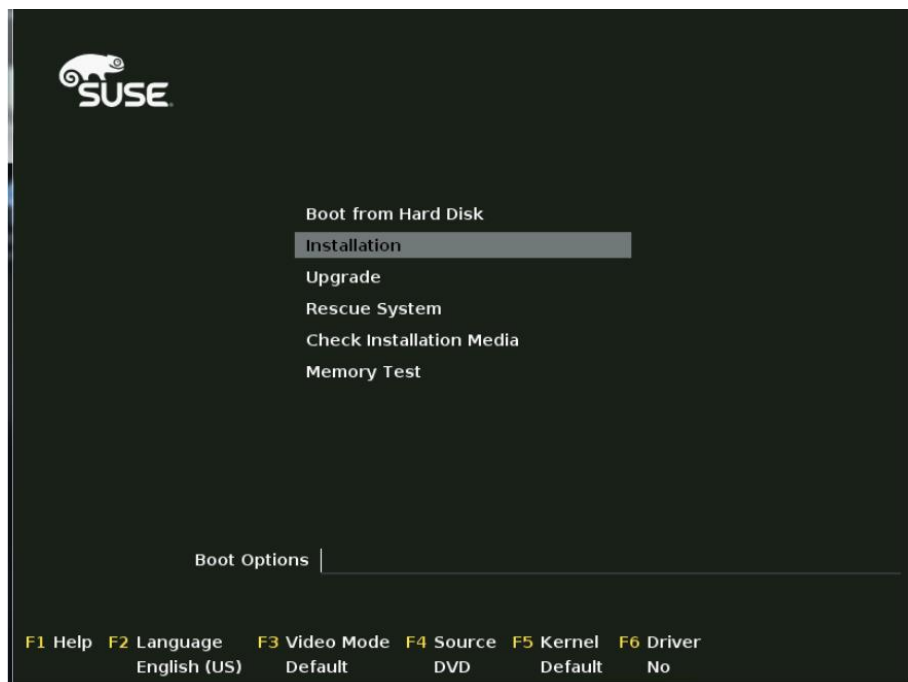 SUSE.
Boot from Hard Disk
Installation
Upgrade
Rescue System
Check Installation Media
Memory Test
Boot Options
F1 Help F2 Language F3 Video Mode F4 Source F5 Kernel F6 Driver
English (US) Default DVD Default No